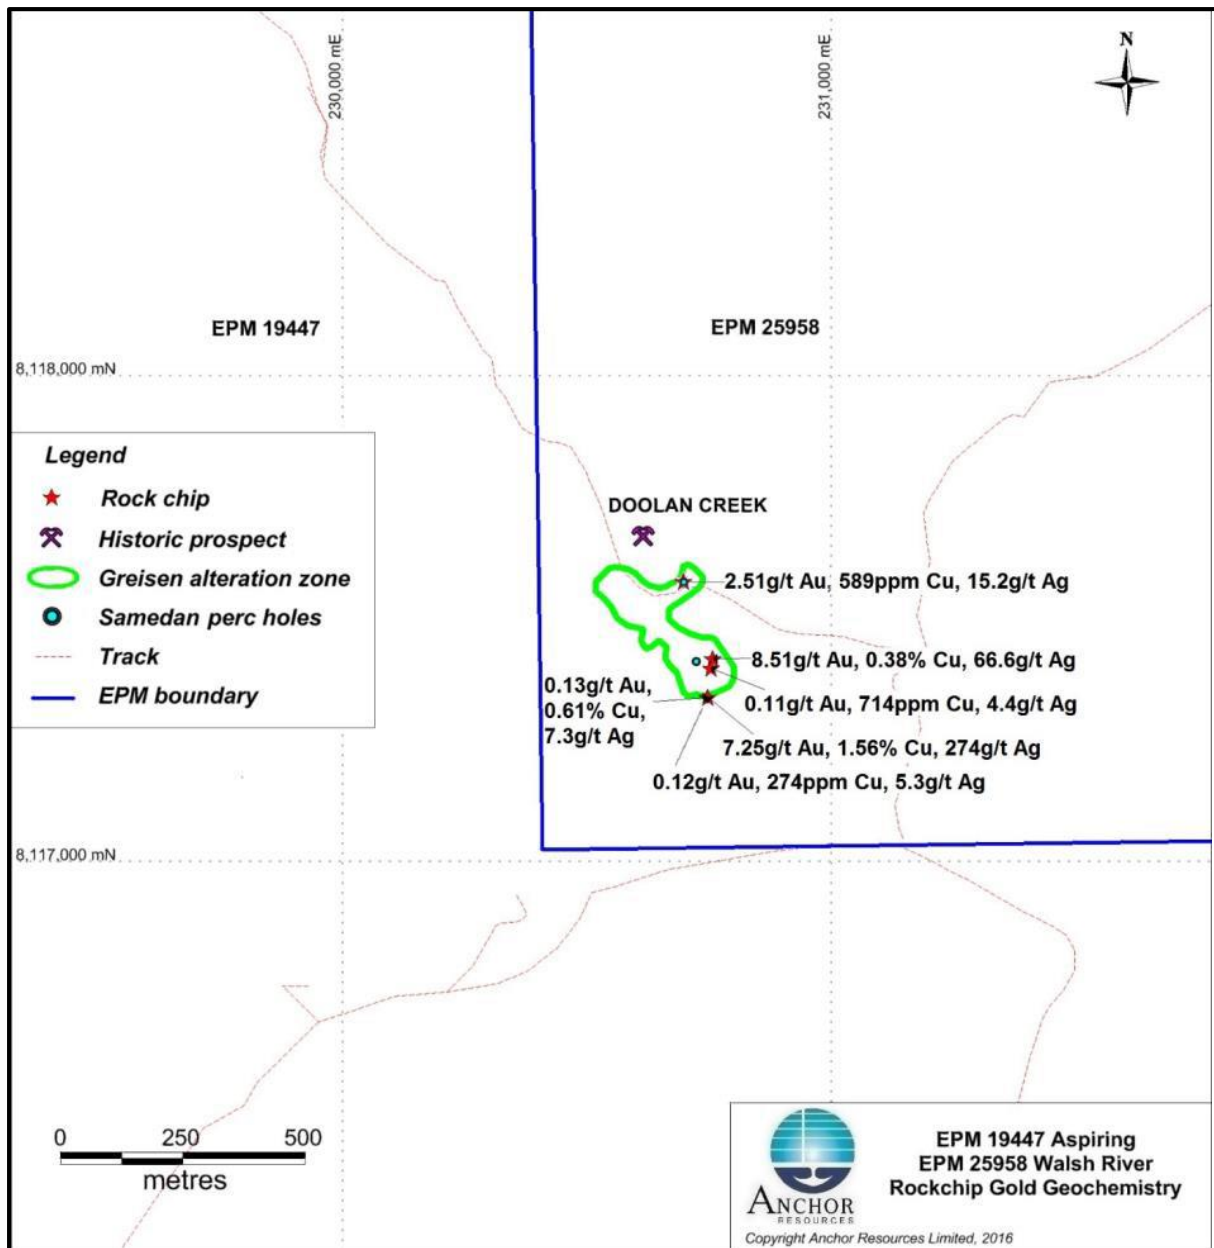 230,000 mE
231,000 mE
N
EPM 19447
EPM 25958
8,118,000 mN
Legend
Rock chip
Historic prospect
Greisen alteration zone
Samedan perc holes
Track
EPM boundary
DOOLAN CREEK
2.51g/t Au, 589ppm Cu, 15.2g/t Ag
8.51g/t Au, 0.38% Cu, 66.6g/t Ag
0.13g/t Au,
0.61% Cu,
7.3g/t Ag
0.11g/t Au, 714ppm Cu, 4.4g/t Ag
7.25g/t Au, 1.56% Cu, 274g/t Ag
0.12g/t Au, 274ppm Cu, 5.3g/t Ag
8,117,000 mN
0 250 500
metres
ANCHOR
RESOURCES
EPM 19447 Aspiring
EPM 25958 Walsh River
Rockchip Gold Geochemistry
Copyright Anchor Resources Limited, 2016